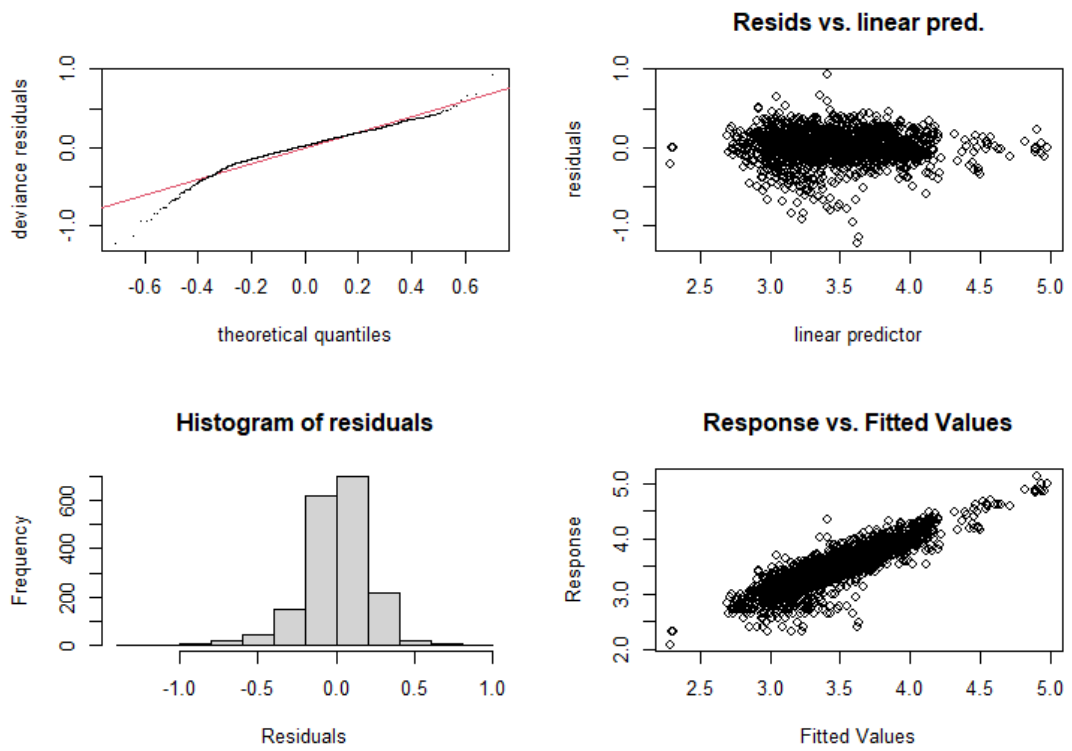 deviance residuals
1.0
0.0
-1.0
-0.6 -0.4 -0.2 0.0 0.2 0.4 0.6
theoretical quantiles
Resids vs. linear pred.
residuals
1.0
0.0
-1.0
2.5 3.0 3.5 4.0 4.5 5.0
linear predictor
Histogram of residuals
Frequency
600
400
200
0
-1.0 -0.5 0.0 0.5 1.0
Residuals
Response vs. Fitted Values
Response
5.0
4.0
3.0
2.0
2.5 3.0 3.5 4.0 4.5 5.0
Fitted Values